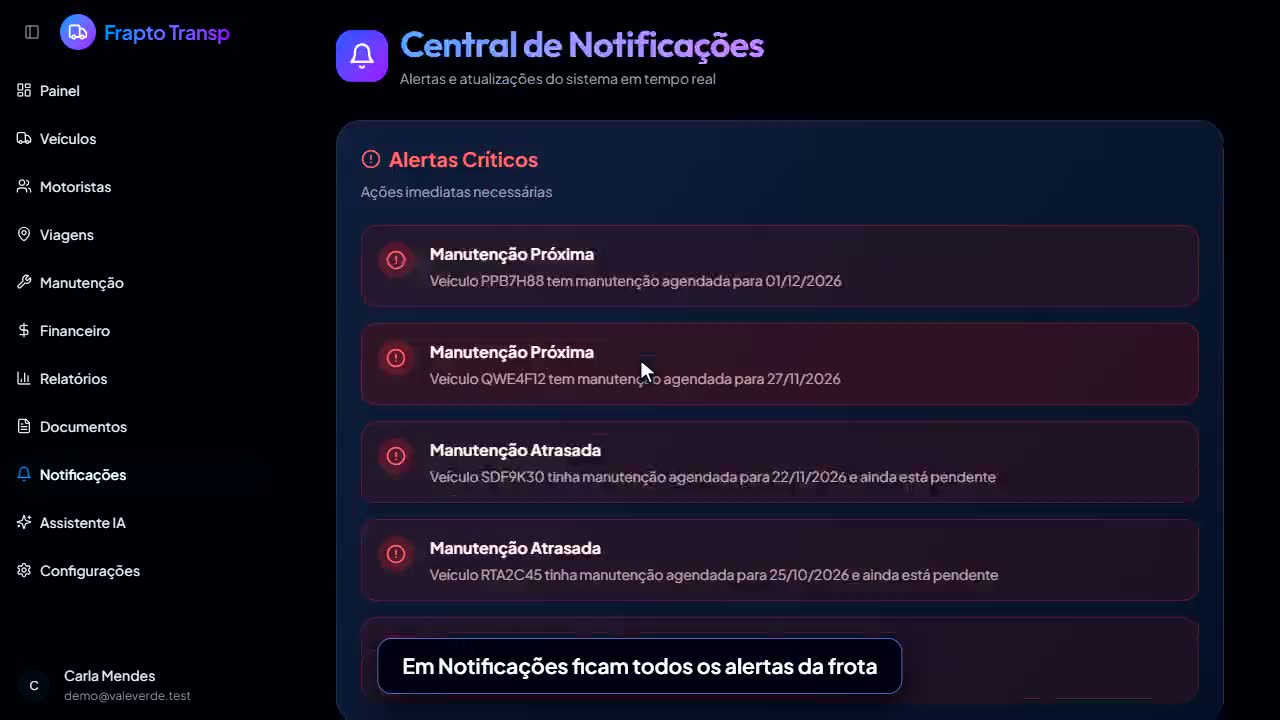 Frapto Transp
Painel
Veículos
Motoristas
Viagens
Manutenção
Financeiro
Relatórios
Documentos
Notificações
Assistente IA
Configurações
C
Carla Mendes
demo@valeverde.test
Central de Notificações
Alertas e atualizações do sistema em tempo real
Alertas Críticos
Ações imediatas necessárias
Manutenção Próxima
Veículo PPB7H88 tem manutenção agendada para 01/12/2026
Manutenção Próxima
Veículo QWE4F12 tem manutenção agendada para 27/11/2026
Manutenção Atrasada
Veículo SDF9K30 tinha manutenção agendada para 22/11/2026 e ainda está pendente
Manutenção Atrasada
Veículo RTA2C45 tinha manutenção agendada para 25/10/2026 e ainda está pendente
Em Notificações ficam todos os alertas da frota